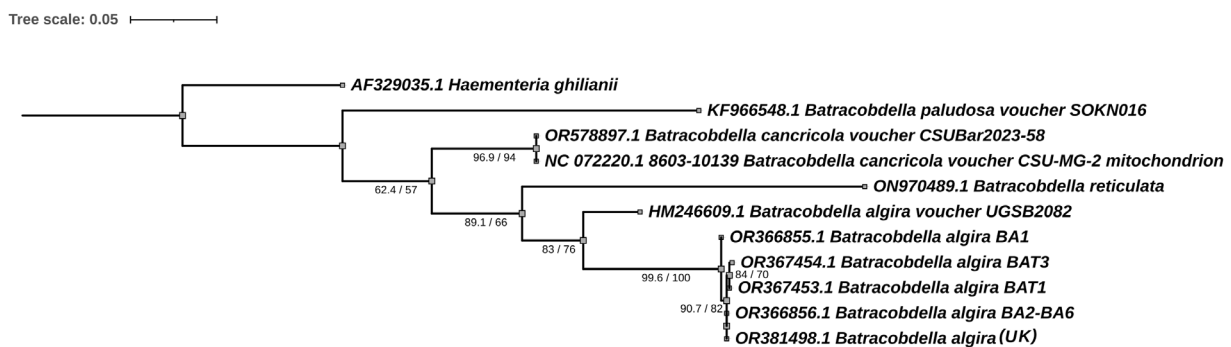 Tree scale: 0.05
AF329035.1 Haementeria ghilianii
KF966548.1 Batracobdella paludosa voucher SOKN016
OR578897.1 Batracobdella cancricola voucher CSUBar2023-58
96.9 / 94
NC 072220.1 8603-10139 Batracobdella cancricola voucher CSU-MG-2 mitochondrion
62.4 / 57
ON970489.1 Batracobdella reticulata
HM246609.1 Batracobdella algira voucher UGSB2082
89.1 / 66
OR366855.1 Batracobdella algira BA1
83 / 76
OR367454.1 Batracobdella algira BAT3
84 / 70
99.6 / 100
OR367453.1 Batracobdella algira BAT1
90.7 / 82
OR366856.1 Batracobdella algira BA2-BA6
OR381498.1 Batracobdella algira (UK)